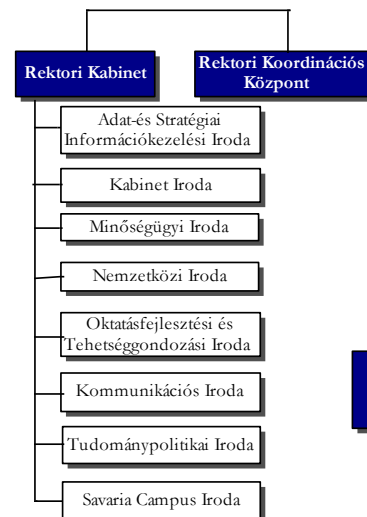 Rektori Kabinet
Rektori Koordinációs
Központ
Adat-és Stratégiai
Információkezelési Iroda
Kabinet Iroda
Minőségügyi Iroda
Nemzetközi Iroda
Oktatásfejlesztési és
Tehetséggondozási Iroda
Kommunikációs Iroda
Tudománypolitikai Iroda
Savaria Campus Iroda